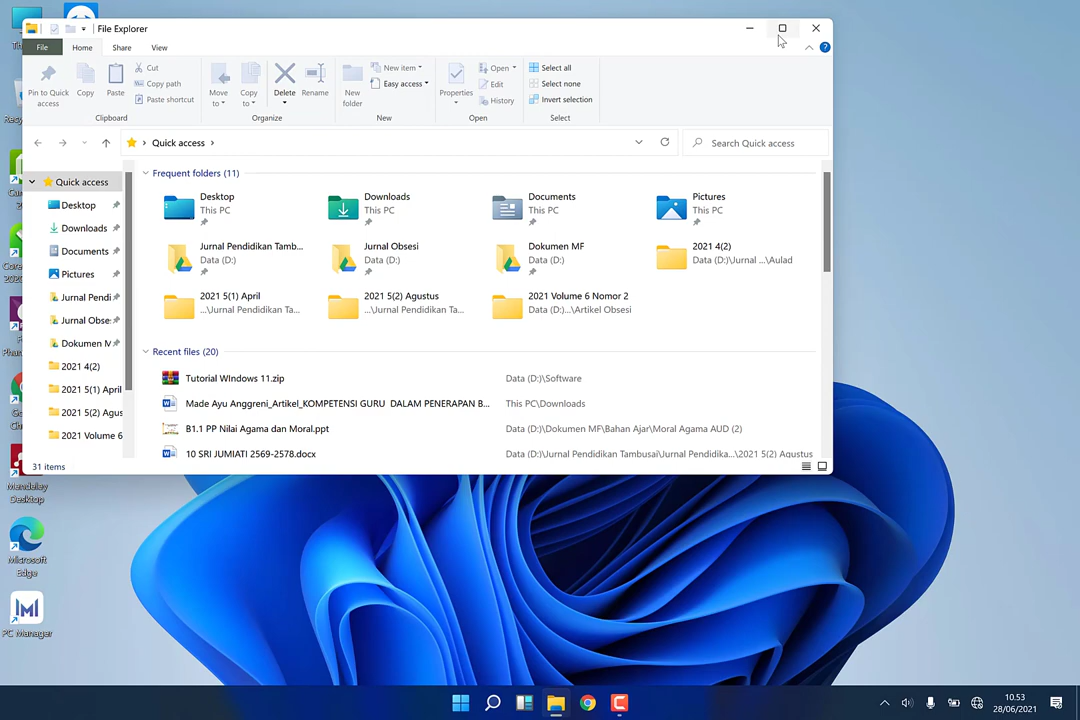 File Explorer
File Home Share View
Pin to Quick access
Copy
Paste
Cut
Copy path
Paste shortcut
Clipboard
Move to
Copy to
Delete
Rename
Organize
New folder
New item
Easy access
New
Properties
Open
Edit
History
Open
Select all
Select none
Invert selection
Select
Quick access
Search Quick access
Quick access
Desktop
Downloads
Documents
Pictures
Jurnal Pendi
Jurnal Obse
Dokumen M
2021 4(2)
2021 5(1) April
2021 5(2) Agus
2021 Volume 6
Frequent folders (11)
Desktop
This PC
Downloads
This PC
Documents
This PC
Pictures
This PC
Jurnal Pendidikan Tamb...
Data (D:)
Jurnal Obsesi
Data (D:)
Dokumen MF
Data (D:)
2021 4(2)
Data (D:)\Jurnal ...\Aulad
2021 5(1) April
...\Jurnal Pendidikan Ta...
2021 5(2) Agustus
...\Jurnal Pendidikan Ta...
2021 Volume 6 Nomor 2
Data (D:)...\Artikel Obsesi
Recent files (20)
Tutorial WIndows 11.zip Data (D:)\Software
Made Ayu Anggreni_Artikel_KOMPETENSI GURU DALAM PENERAPAN B... This PC\Downloads
B1.1 PP Nilai Agama dan Moral.ppt Data (D:)\Dokumen MF\Bahan Ajar\Moral Agama AUD (2)
10 SRI JUMIATI 2569-2578.docx Data (D:)\Jurnal Pendidikan Tambusai\Jurnal Pendidika...\2021 5(2) Agustus
31 items
Mendeley Desktop
Microsoft Edge
PC Manager
10.53
28/06/2021